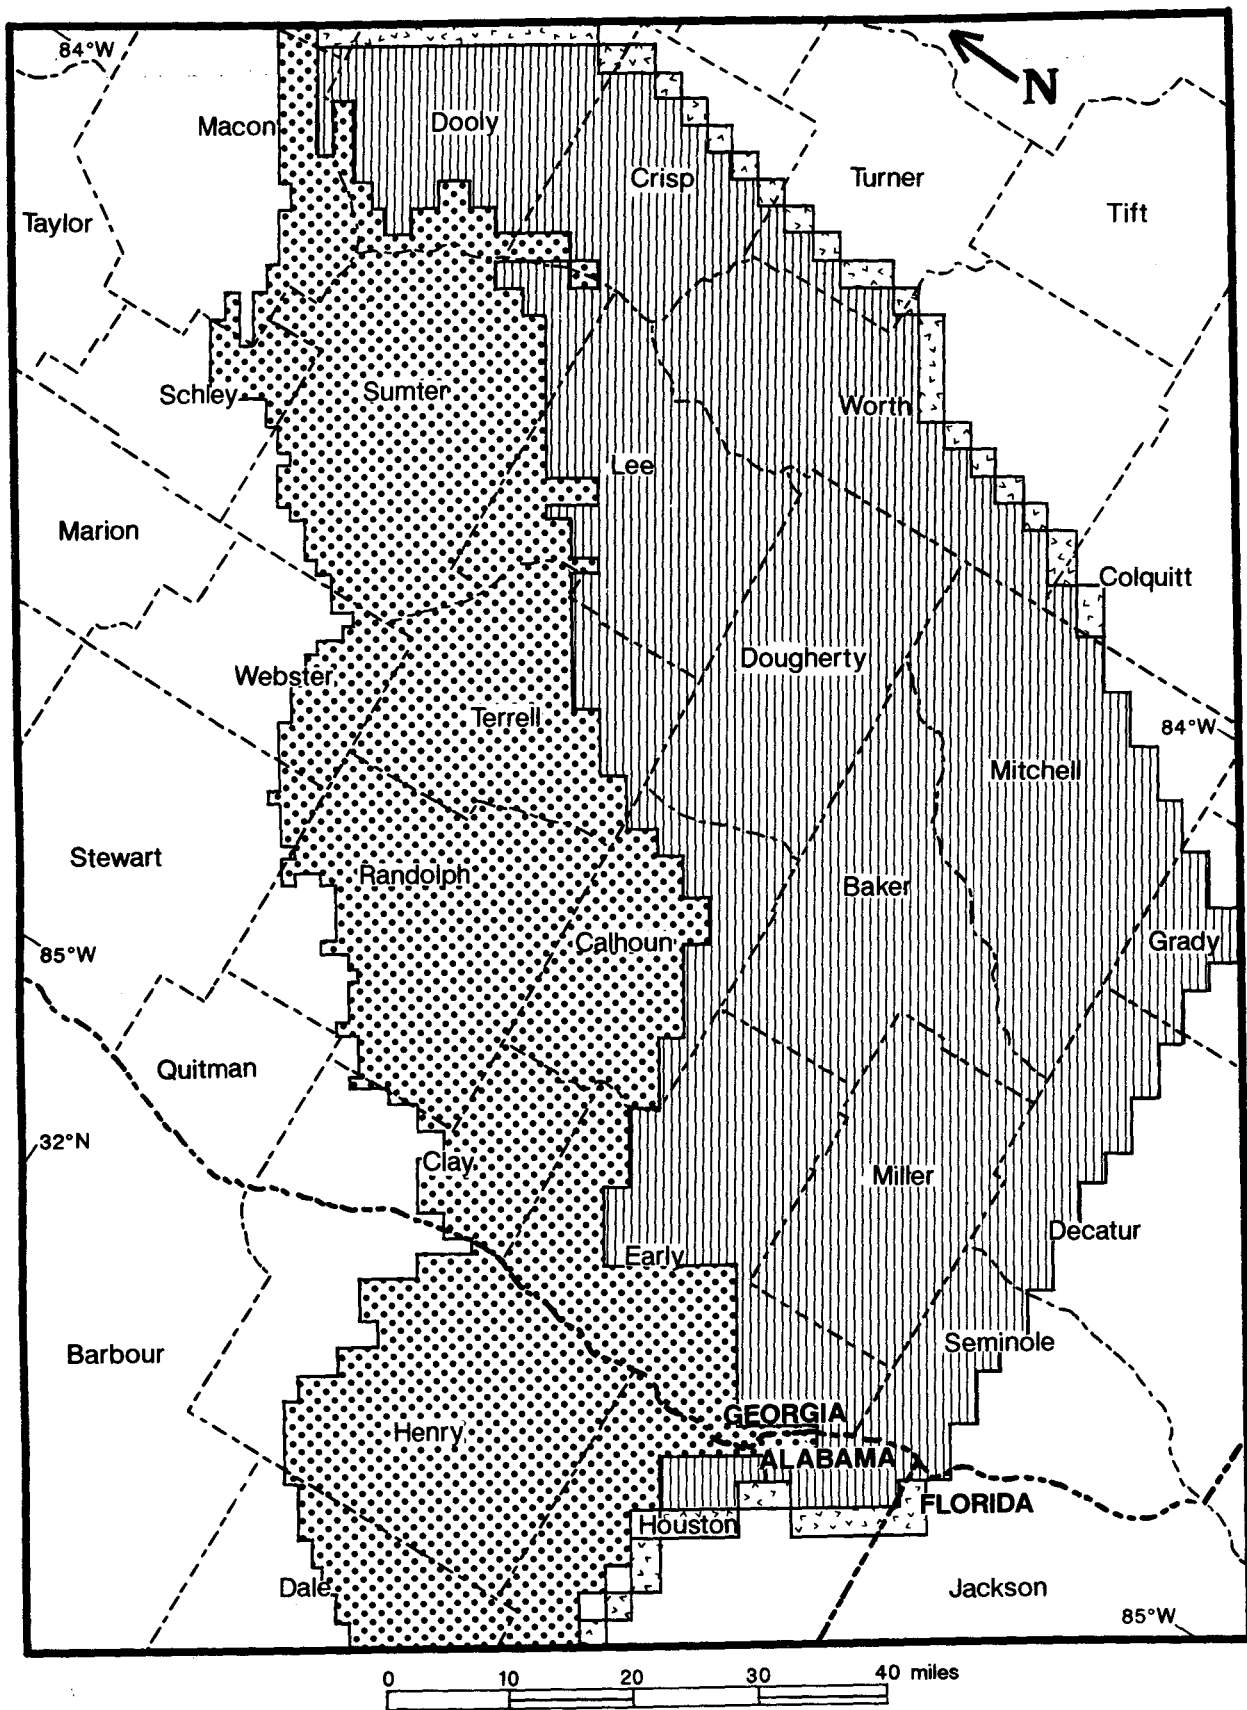 84°W
N
Macon
Dooly
Crisp
Turner
Tift
Taylor
Schley
Sumter
Worth
Lee
Marion
Colquitt
Webster
Dougherty
Terrell
84°W
Mitchell
Stewart
Randolph
Baker
Calhoun
Grady
85°W
Quitman
32°N
Clay
Miller
Decatur
Early
Seminole
Barbour
GEORGIA
Henry
ALABAMA
FLORIDA
Houston
Dale
Jackson
85°W
0 10 20 30 40 miles